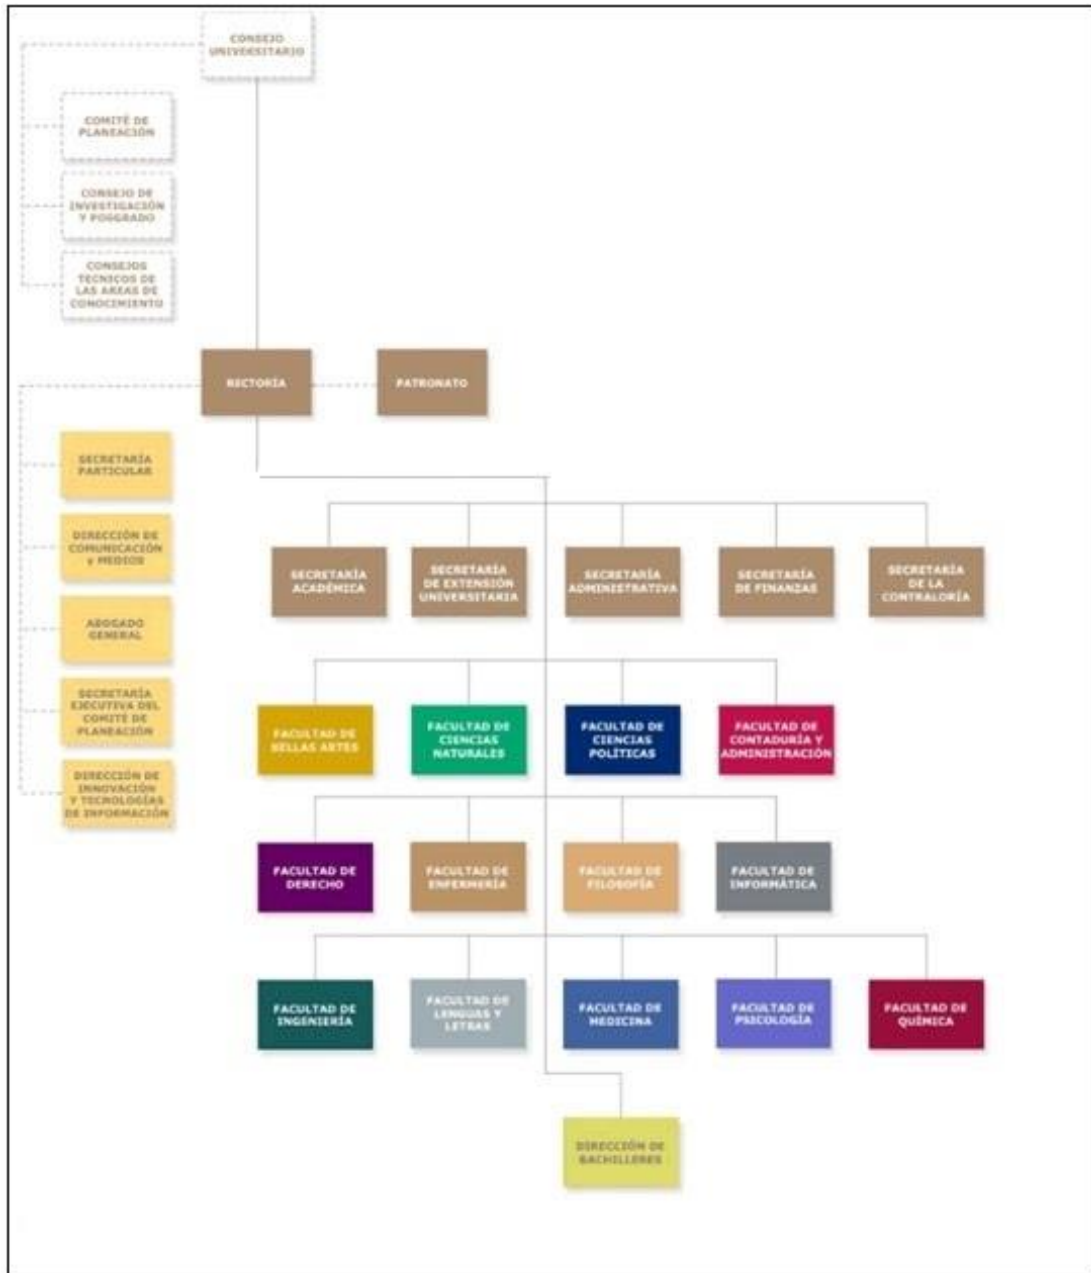 CONSEJO
UNIVERSITARIO
COMITÉ DE
PLANEACIÓN
CONSEJO DE
INVESTIGACIÓN
Y POSGRADO
CONSEJOS
TECNICOS DE
LAS AREAS DE
CONOCIMIENTO
RECTORÍA
PATRONATO
SECRETARÍA
PARTICULAR
DIRECCIÓN DE
COMUNICACIÓN
y MEDIOS
ABOGADO
GENERAL
SECRETARÍA
EJECUTIVA DEL
COMITÉ DE
PLANEACIÓN
DIRECCIÓN DE
INNOVACIÓN
Y TECNOLOGÍAS
DE INFORMACIÓN
SECRETARÍA
ACADÉMICA
SECRETARÍA
DE EXTENSIÓN
UNIVERSITARIA
SECRETARÍA
ADMINISTRATIVA
SECRETARÍA
DE FINANZAS
SECRETARÍA
DE LA
CONTRALORÍA
FACULTAD DE
BELLAS ARTES
FACULTAD DE
CIENCIAS
NATURALES
FACULTAD DE
CIENCIAS
POLÍTICAS
FACULTAD DE
CONTADURÍA Y
ADMINISTRACIÓN
FACULTAD DE
DERECHO
FACULTAD DE
ENFERMERÍA
FACULTAD DE
FILOSOFÍA
FACULTAD DE
INFORMÁTICA
FACULTAD DE
INGENIERÍA
FACULTAD DE
LENGUAS Y
LETRAS
FACULTAD DE
MEDICINA
FACULTAD DE
PSICOLOGÍA
FACULTAD DE
QUÍMICA
DIRECCIÓN DE
BACHILLERES